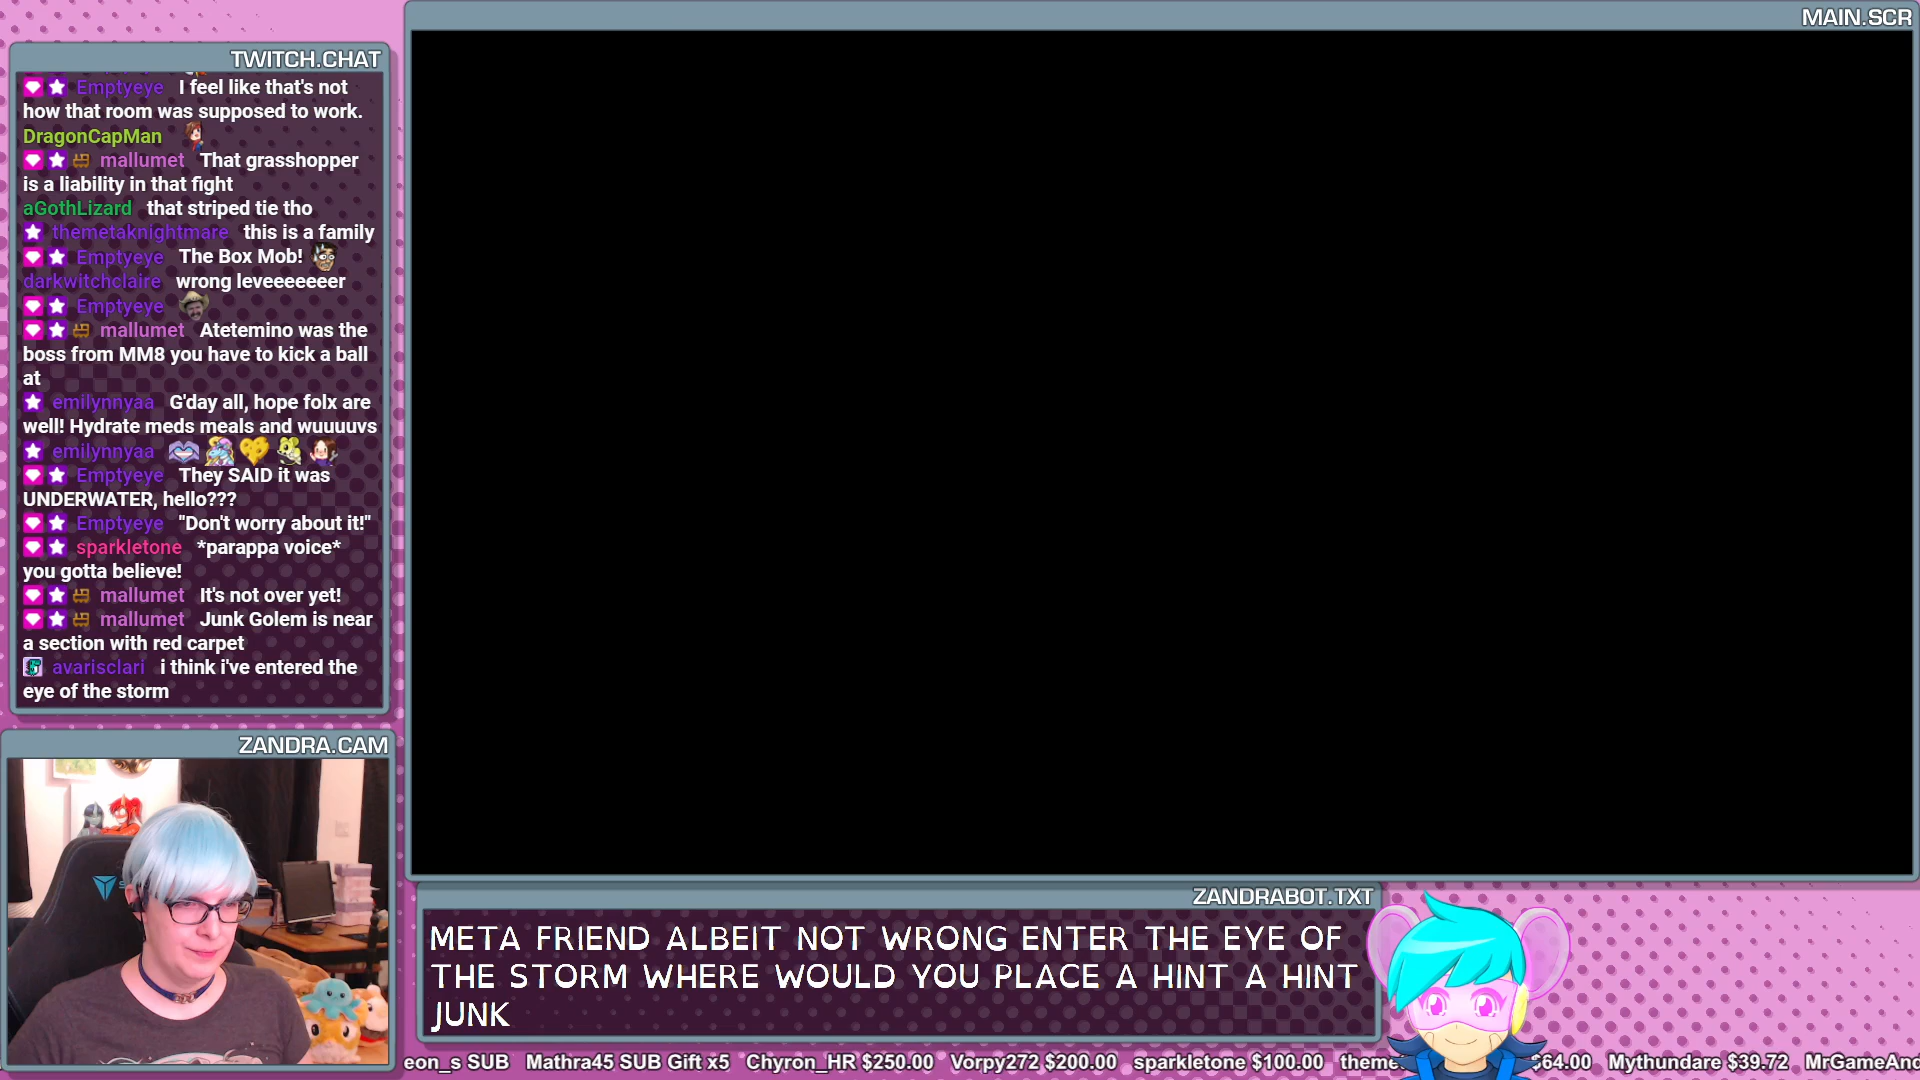 MAIN.SCR
TWITCH.CHAT
Emptyeye I feel like that's not
how that room was supposed to work.
DragonCapMan
mallumet That grasshopper
is a liability in that fight
aGothLizard that striped tie tho
themetaknightmare this is a family
Emptyeye The Box Mob!
darkwitchclaire wrong leveeeeeeer
Emptyeye
mallumet Atetemino was the
boss from MM8 you have to kick a ball
at
emilynnyaa G'day all, hope folx are
well! Hydrate meds meals and wuuuuvs
emilynnyaa
Emptyeye They SAID it was
UNDERWATER, hello???
Emptyeye "Don't worry about it!"
sparkletone *parappa voice*
you gotta believe!
mallumet It's not over yet!
mallumet Junk Golem is near
a section with red carpet
avarisclari i think i've entered the
eye of the storm
ZANDRA.CAM
ZANDRABOT.TXT
META FRIEND ALBEIT NOT WRONG ENTER THE EYE OF
THE STORM WHERE WOULD YOU PLACE A HINT A HINT
JUNK
eon_s SUB Mathra45 SUB Gift x5 Chyron_HR $250.00 Vorpy272 $200.00 sparkletone $100.00 theme $64.00 Mythundare $39.72 MrGameAnd